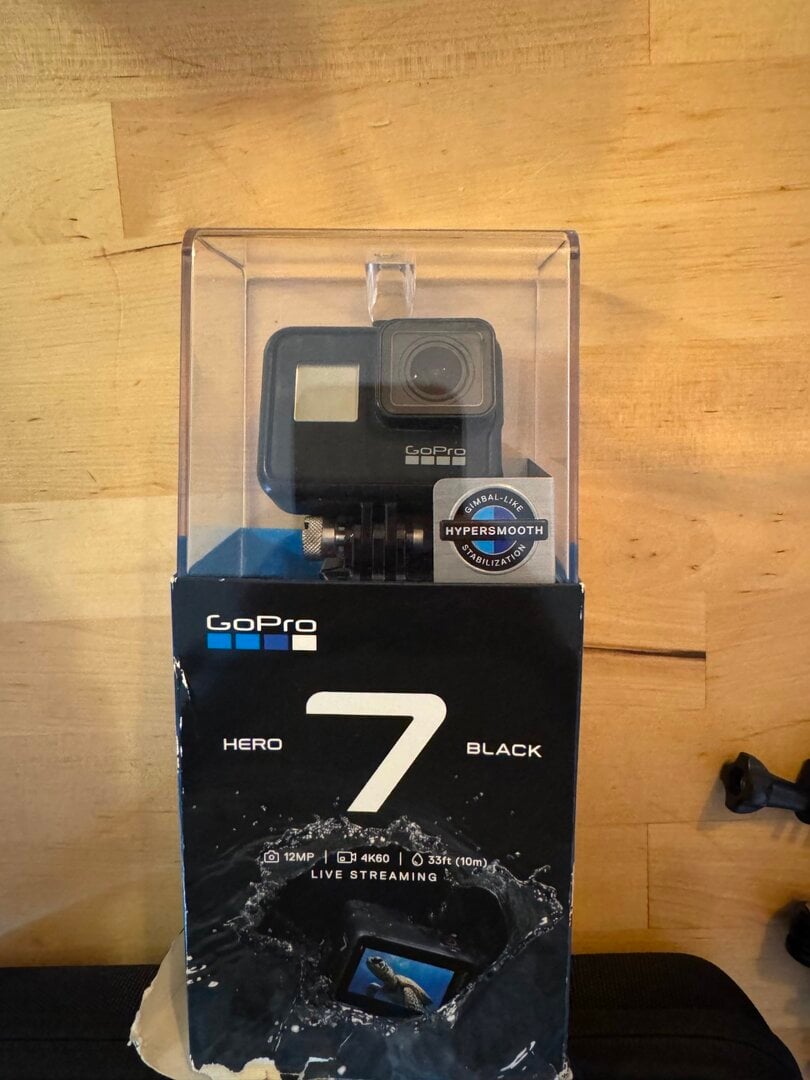 GoPro
GIMBAL-LIKE
HYPERSMOOTH
STABILIZATION
GoPro
7
HERO BLACK
12MP | 4K60 | 33ft (10m)
LIVE STREAMING